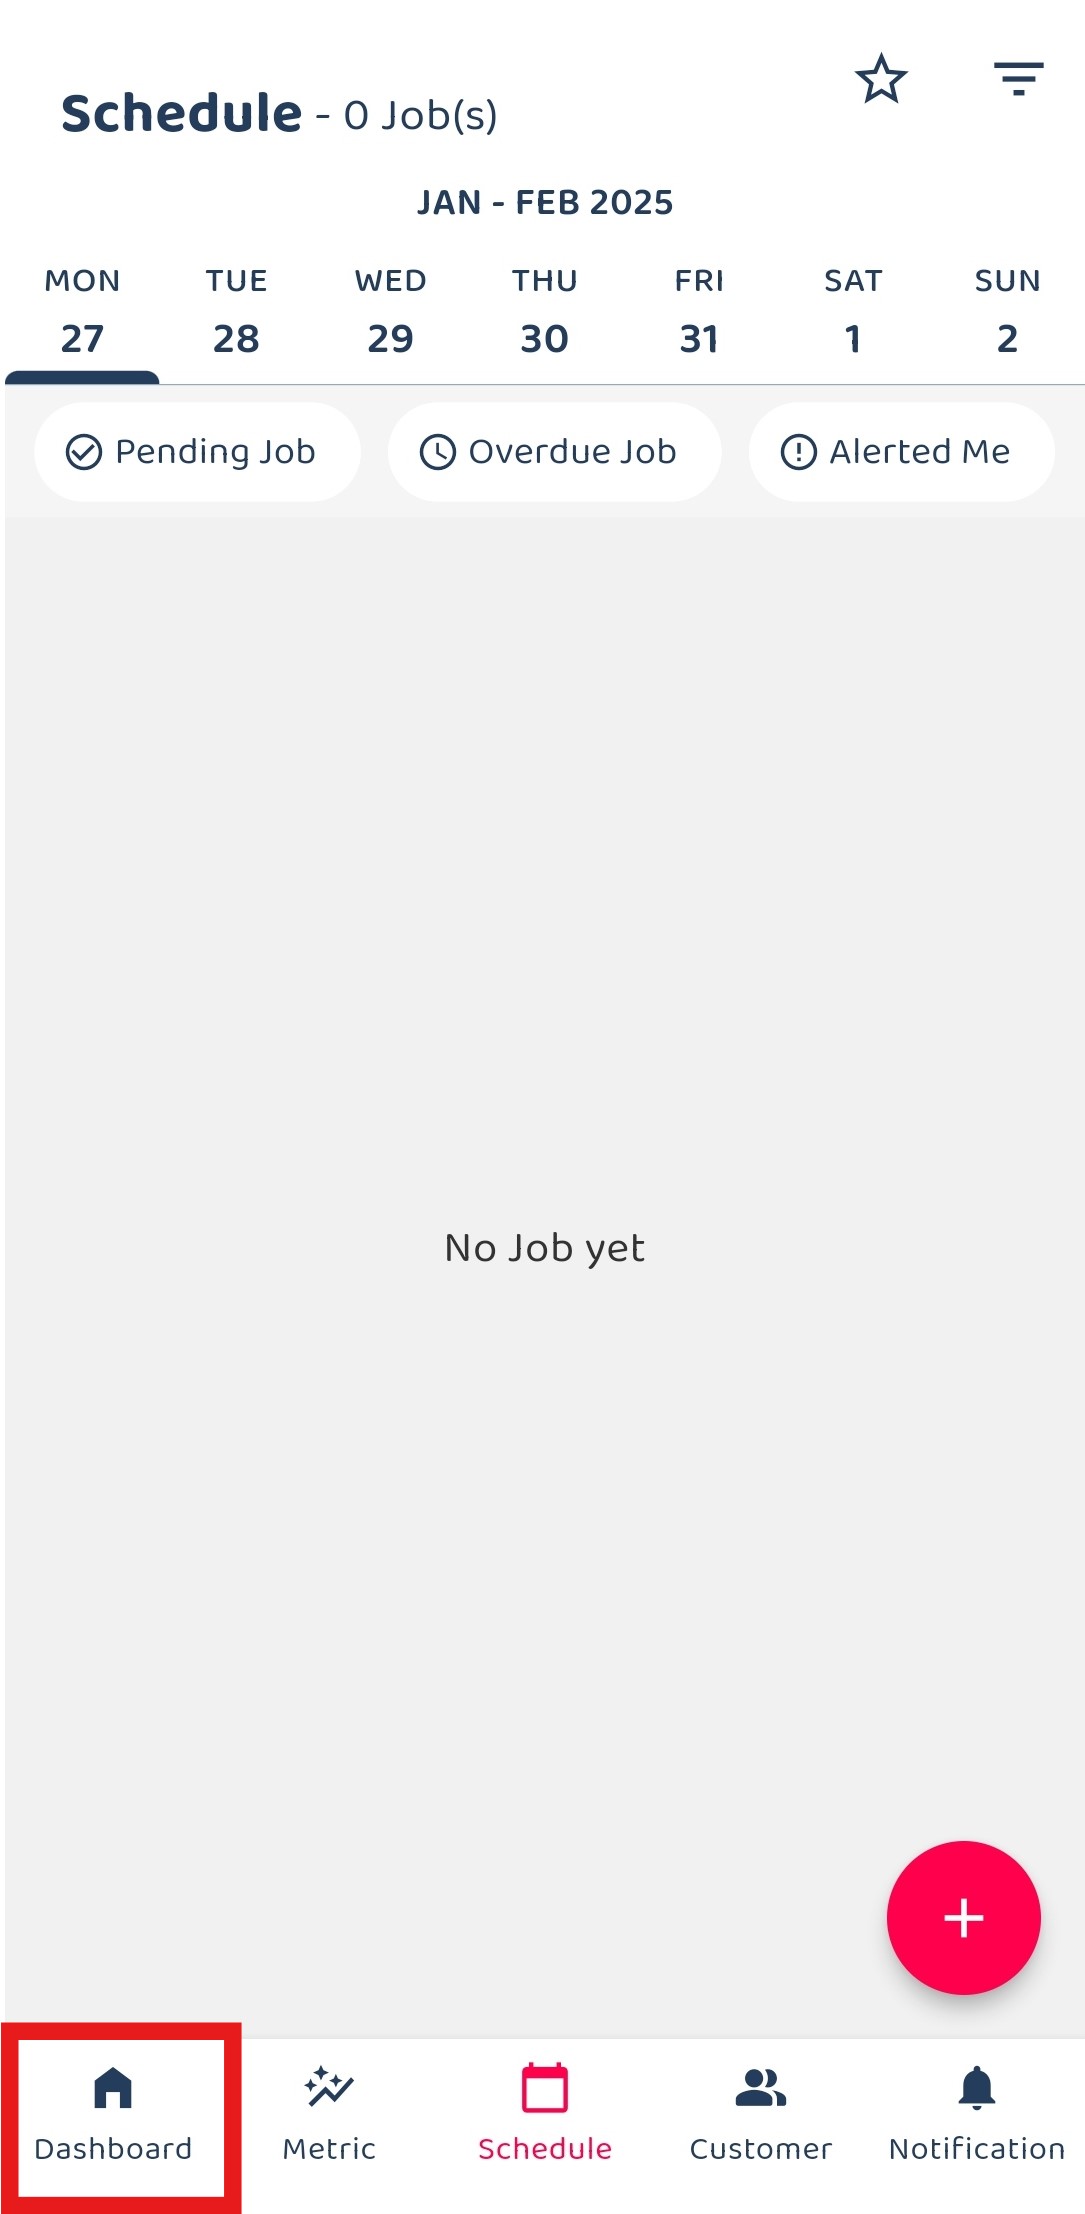 Schedule - 0 Job(s)
JAN - FEB 2025
MON TUE WED THU FRI SAT SUN
27 28 29 30 31 1 2
Pending Job Overdue Job Alerted Me
No Job yet
Dashboard Metric Schedule Customer Notification